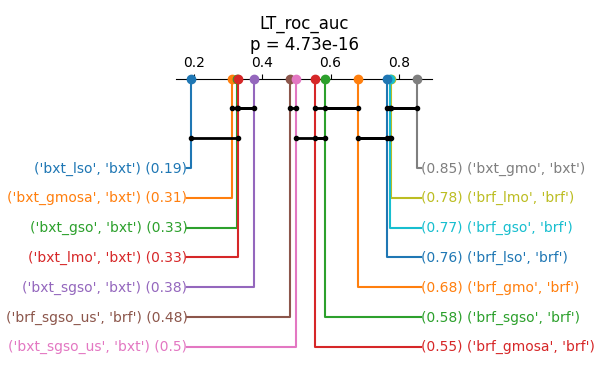 LT_roc_auc
p = 4.73e-16
0.2 0.4 0.6 0.8
('bxt_lso', 'bxt') (0.19) (0.85) ('bxt_gmo', 'bxt')
('bxt_gmosa', 'bxt') (0.31) (0.78) ('brf_lmo', 'brf')
('bxt_gso', 'bxt') (0.33) (0.77) ('brf_gso', 'brf')
('bxt_lmo', 'bxt') (0.33) (0.76) ('brf_lso', 'brf')
('bxt_sgso', 'bxt') (0.38) (0.68) ('brf_gmo', 'brf')
('brf_sgso_us', 'brf') (0.48) (0.58) ('brf_sgso', 'brf')
('bxt_sgso_us', 'bxt') (0.5) (0.55) ('brf_gmosa', 'brf')